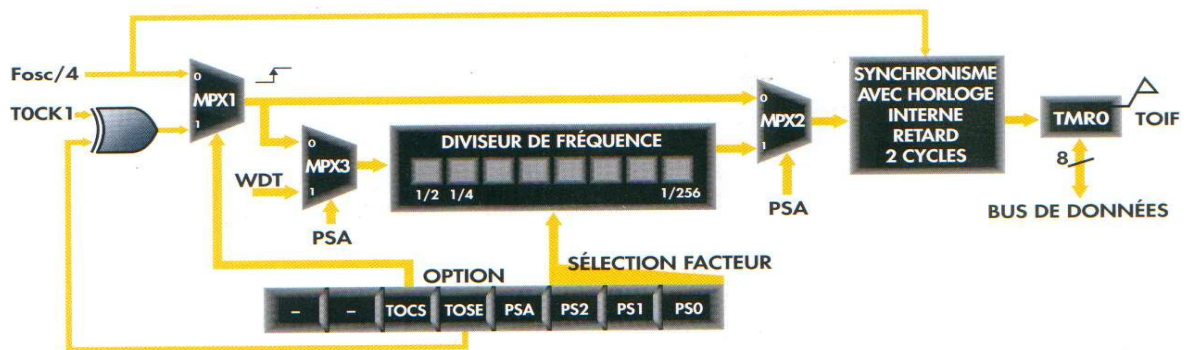 Fosc/4
T0CK1
0
MPX1
1
0
MPX3
1
WDT
PSA
DIVISEUR DE FRÉQUENCE
1/2 1/4 1/256
0
MPX2
1
PSA
SYNCHRONISME
AVEC HORLOGE
INTERNE
RETARD
2 CYCLES
TMR0
TOIF
8
BUS DE DONNÉES
OPTION
SÉLECTION FACTEUR
– – TOCS TOSE PSA PS2 PS1 PS0